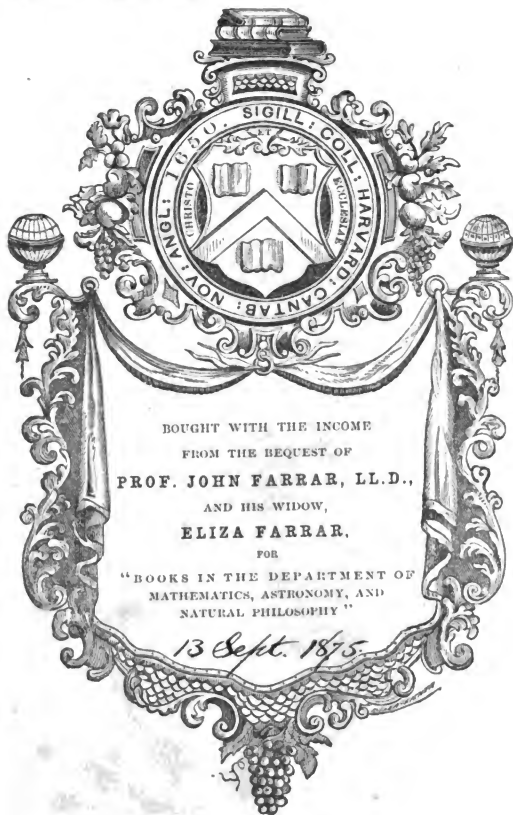 SIGILL: COLL: HARVARD: CANTAB: NOV: ANGL: 1650.
CHRISTO
ET
ECCLESIAE
BOUGHT WITH THE INCOME
FROM THE BEQUEST OF
PROF. JOHN FARRAR, LL.D.,
AND HIS WIDOW,
ELIZA FARRAR,
FOR
"BOOKS IN THE DEPARTMENT OF
MATHEMATICS, ASTRONOMY, AND
NATURAL PHILOSOPHY"
13 Sept. 1875.